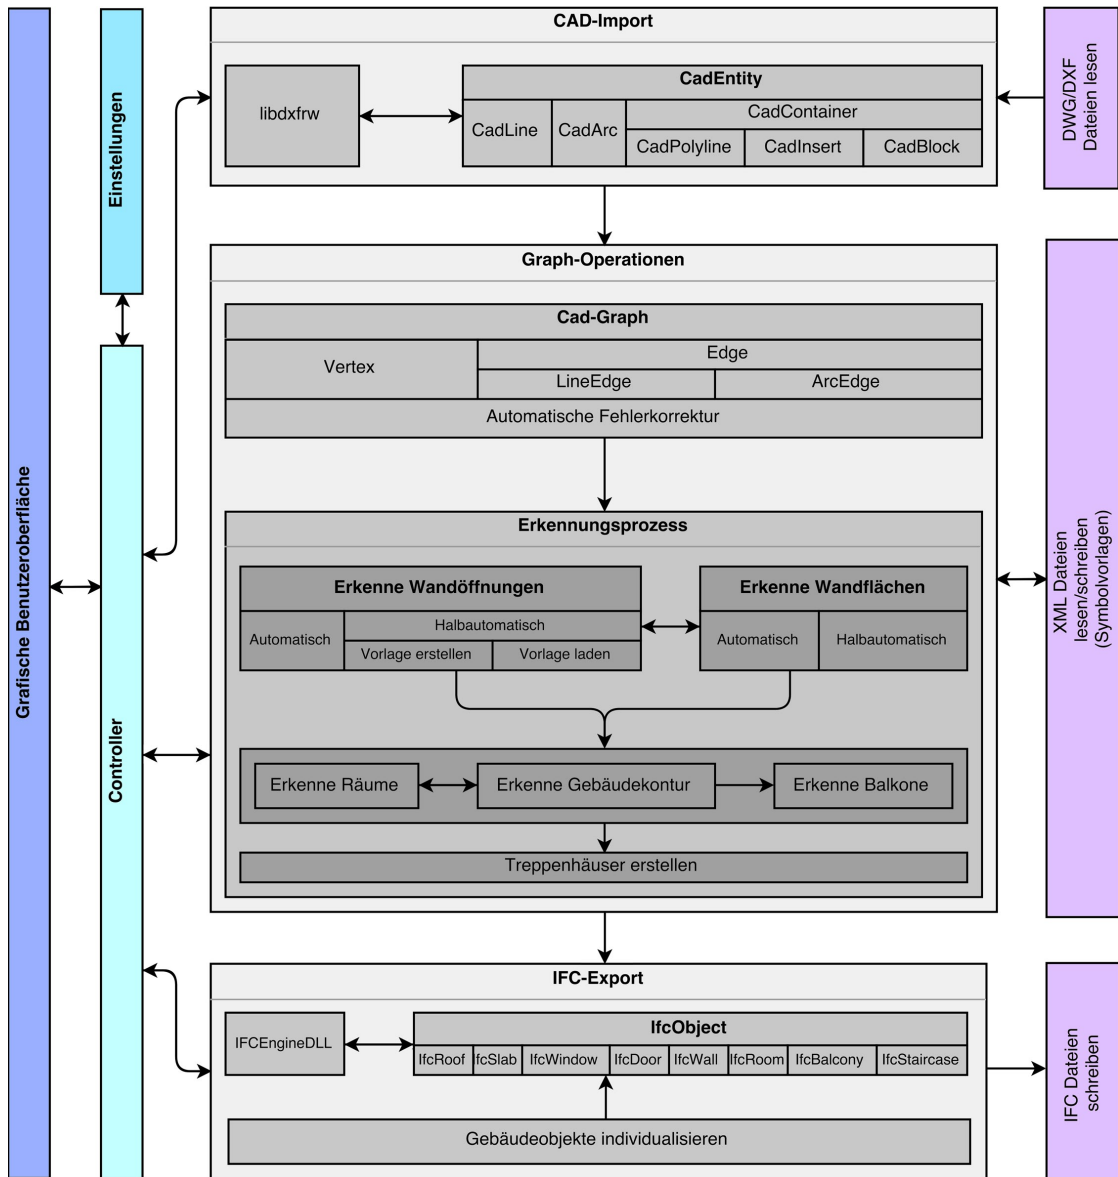 Grafische Benutzeroberfläche
Einstellungen
Controller
CAD-Import
libdxfrw
CadEntity
CadLine
CadArc
CadContainer
CadPolyline
CadInsert
CadBlock
DWG/DXF
Dateien lesen
Graph-Operationen
Cad-Graph
Vertex
Edge
LineEdge
ArcEdge
Automatische Fehlerkorrektur
Erkennungsprozess
Erkenne Wandöffnungen
Automatisch
Halbautomatisch
Vorlage erstellen
Vorlage laden
Erkenne Wandflächen
Automatisch
Halbautomatisch
Erkenne Räume
Erkenne Gebäudekontur
Erkenne Balkone
Treppenhäuser erstellen
XML Dateien
lesen/schreiben
(Symbolvorlagen)
IFC-Export
IFCEngineDLL
IfcObject
IfcRoof
IfcSlab
IfcWindow
IfcDoor
IfcWall
IfcRoom
IfcBalcony
IfcStaircase
Gebäudeobjekte individualisieren
IFC Dateien
schreiben